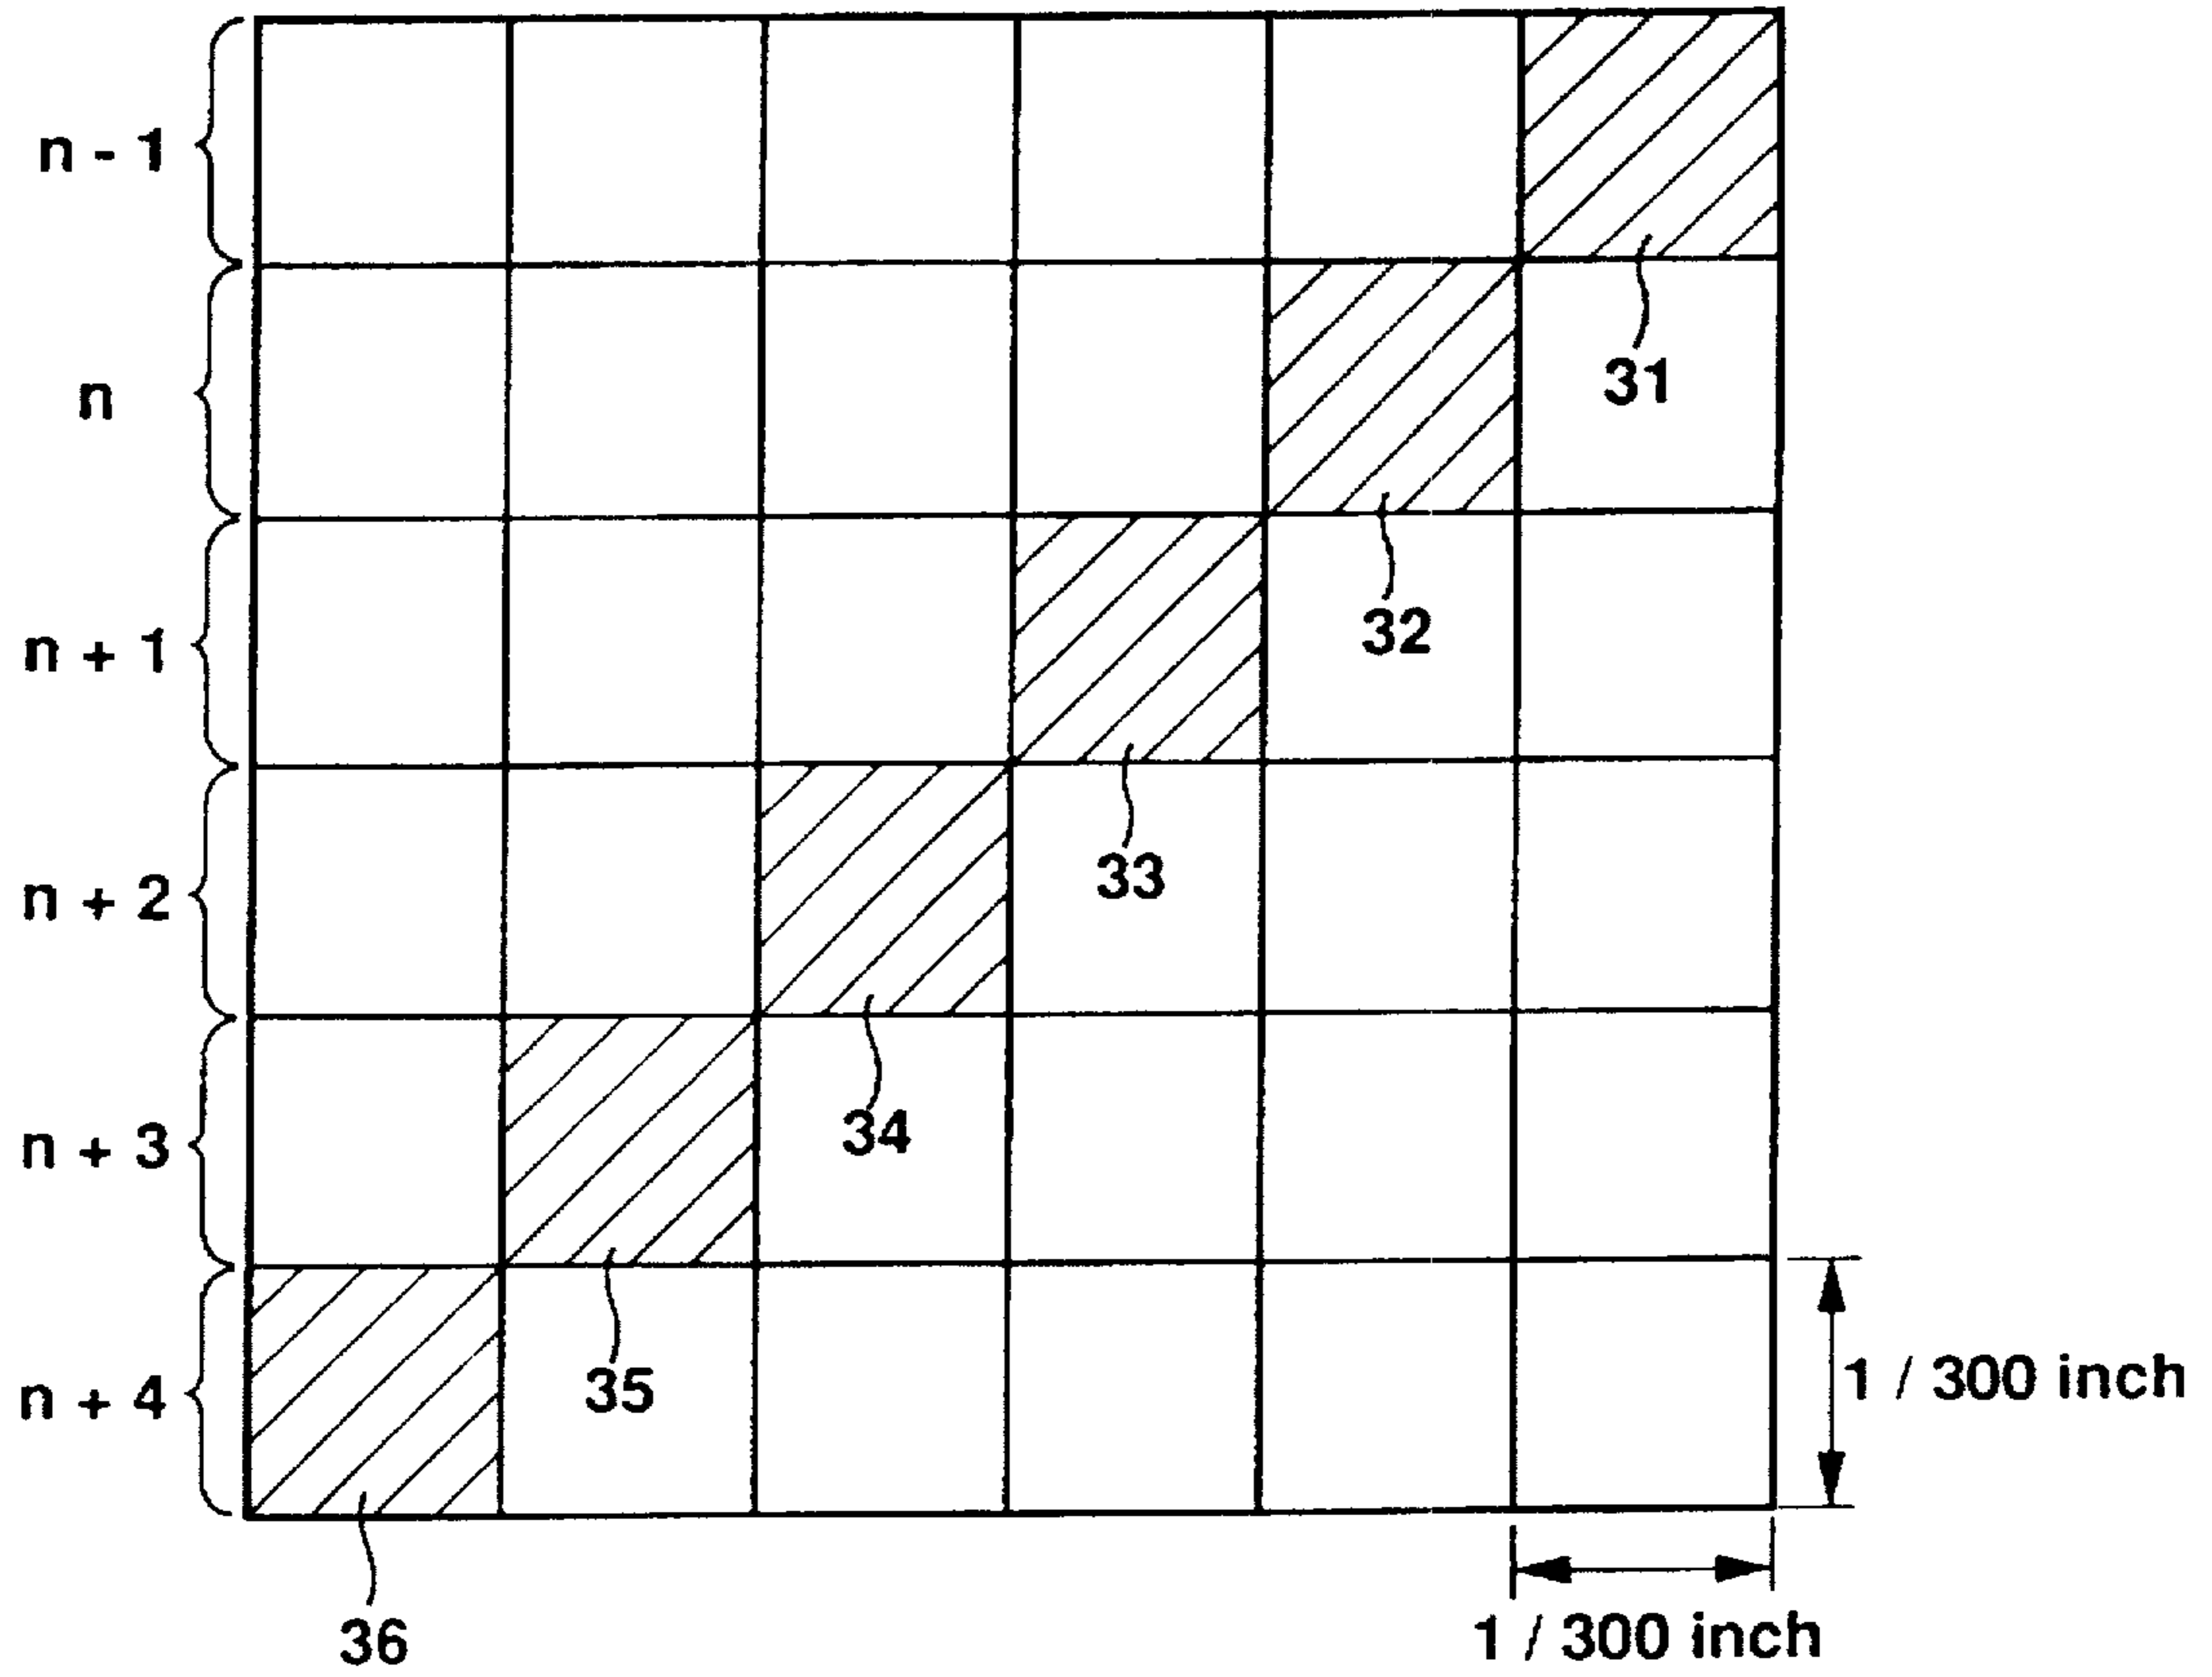 n - 1
n
31
n + 1
32
n + 2
33
n + 3
34
n + 4
35
1 / 300 inch
36
1 / 300 inch